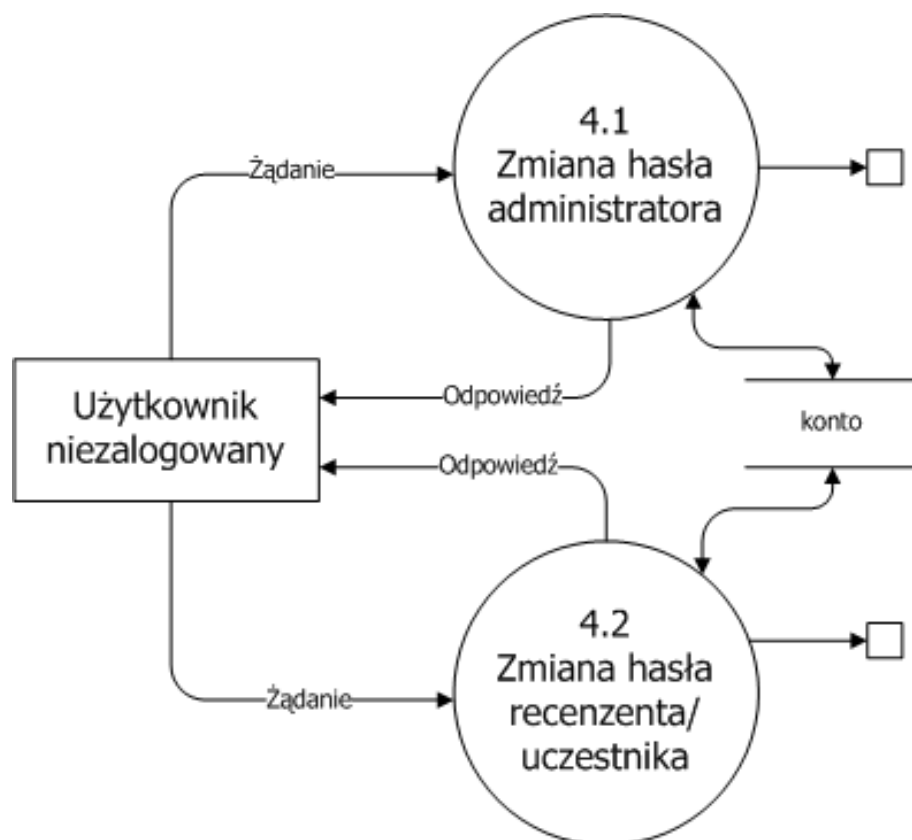 4.1
Zmiana hasła
administratora
Żądanie
Odpowiedź
Użytkownik
niezalogowany
konto
Odpowiedź
4.2
Zmiana hasła
recenzenta/
uczestnika
Żądanie